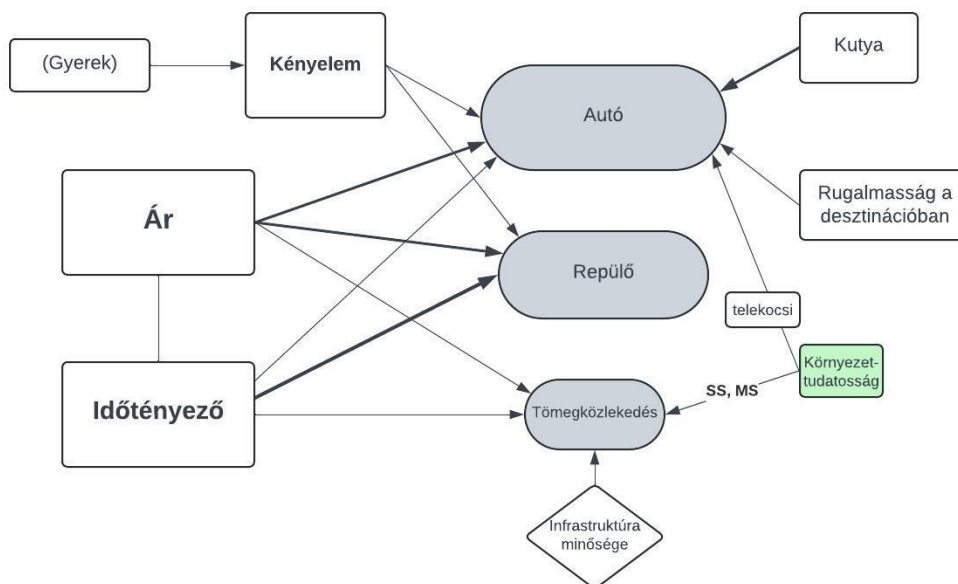 (Gyerek)
Kényelem
Kutya
Autó
Ár
Rugalmasság a
desztinációban
Repülő
telekocsi
Környezet-
tudatosság
SS, MS
Időtényező
Tömegközlekedés
Infrastruktúra
minősége